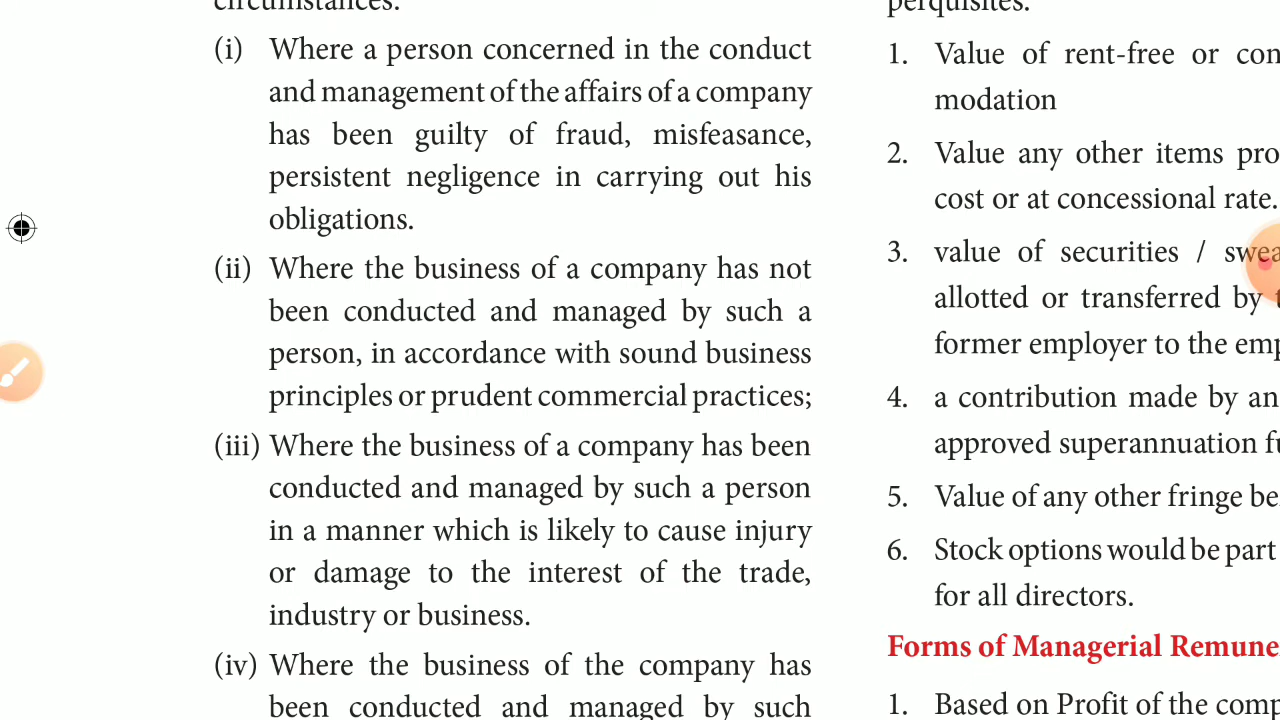 circumstances.
(i) Where a person concerned in the conduct
and management of the affairs of a company
has been guilty of fraud, misfeasance,
persistent negligence in carrying out his
obligations.
(ii) Where the business of a company has not
been conducted and managed by such a
person, in accordance with sound business
principles or prudent commercial practices;
(iii) Where the business of a company has been
conducted and managed by such a person
in a manner which is likely to cause injury
or damage to the interest of the trade,
industry or business.
(iv) Where the business of the company has
been conducted and managed by such
perquisites.
1. Value of rent-free or
modation
2. Value any other items
cost or at concessional rate.
3. value of securities /
allotted or transferred by
former employer to the
4. a contribution made by an
approved superannuation
5. Value of any other fringe
6. Stock options would be part
for all directors.
Forms of Managerial
1. Based on Profit of the